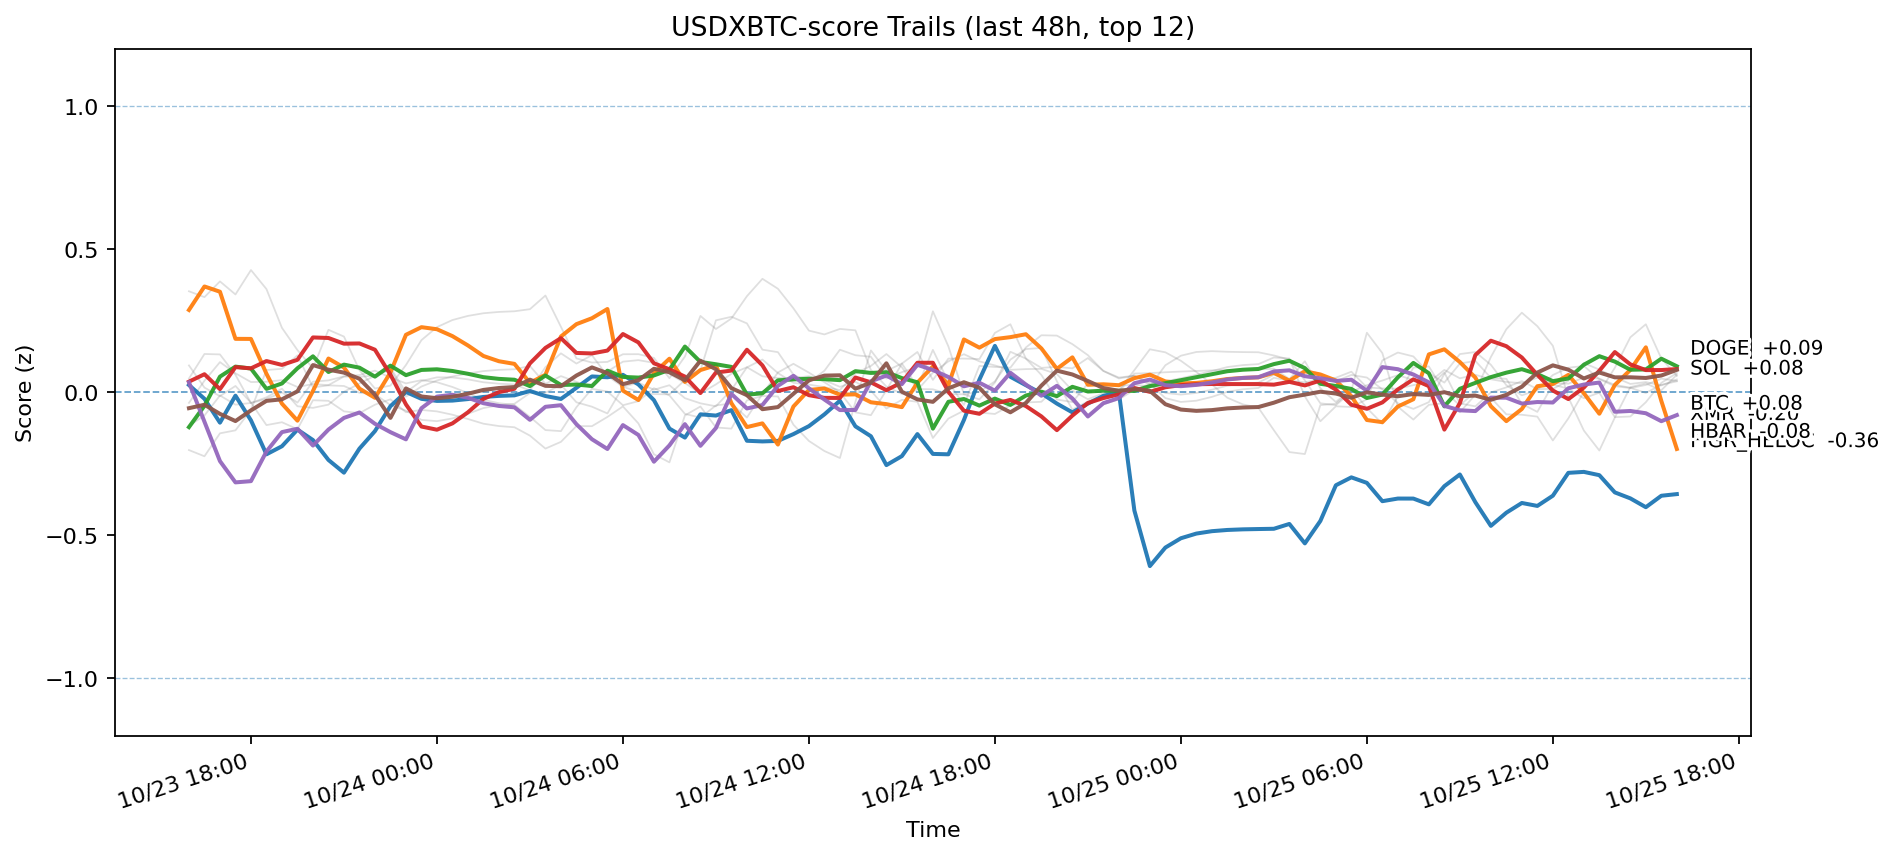 USDXBTC-score Trails (last 48h, top 12)
Score (z)
1.0
0.5
0.0
−0.5
−1.0
DOGE +0.09
SOL +0.08
BTC +0.08
XMR -0.20
HBAR -0.08
-0.36
10/23 18:00
10/24 00:00
10/24 06:00
10/24 12:00
10/24 18:00
10/25 00:00
10/25 06:00
10/25 12:00
10/25 18:00
Time